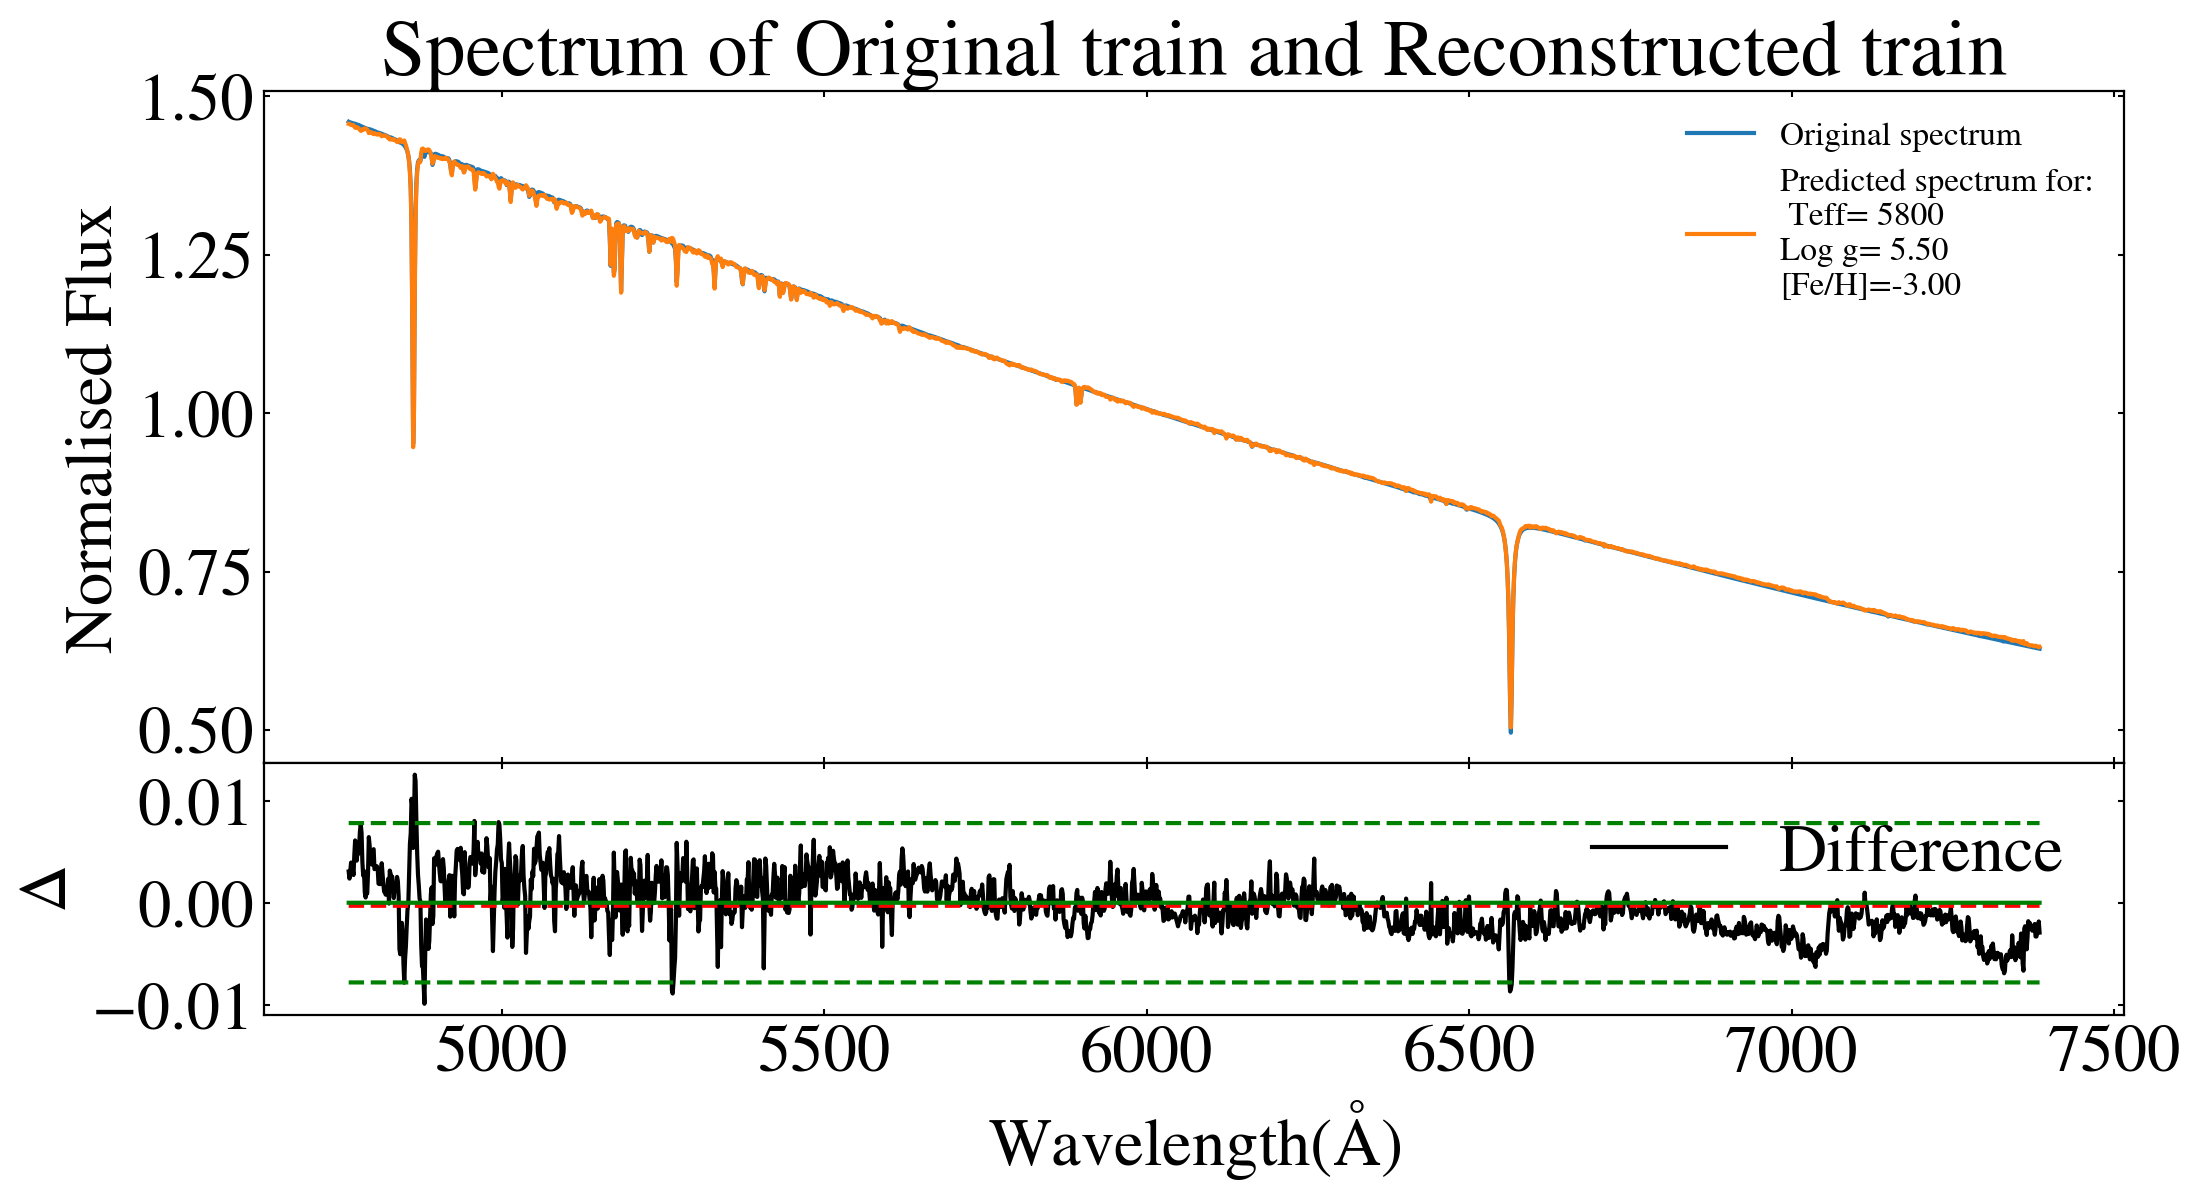 Spectrum of Original train and Reconstructed train
Normalised Flux
1.50
1.25
1.00
0.75
0.50
Original spectrum
Predicted spectrum for:
Teff= 5800
Log g= 5.50
[Fe/H]=-3.00
Δ
0.01
0.00
−0.01
Difference
5000 5500 6000 6500 7000 7500
Wavelength(Å)